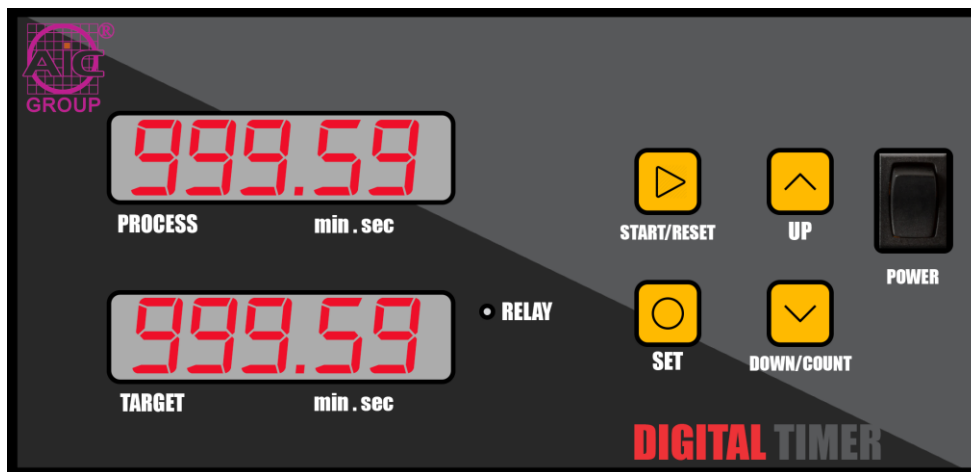 AIC®
GROUP
999.59
PROCESS min.sec
START/RESET UP
POWER
999.59
RELAY
SET DOWN/COUNT
TARGET min.sec
DIGITAL TIMER